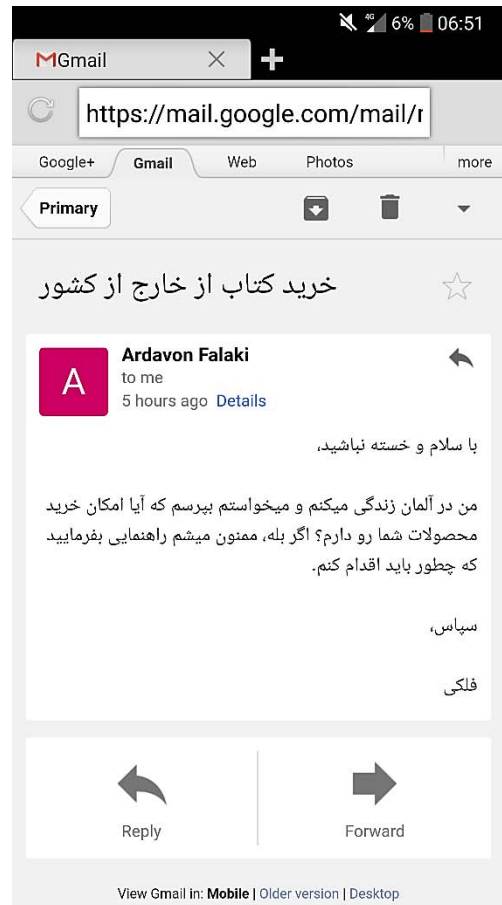 4G 6% 06:51
Gmail
https://mail.google.com/mail/r
Google+ Gmail Web Photos more
Primary
خرید کتاب از خارج از کشور
A
Ardavon Falaki
to me
5 hours ago Details
با سلام و خسته نباشید،
من در آلمان زندگی میکنم و میخواستم بپرسم که آیا امکان خرید
محصولات شما رو دارم؟ اگر بله، ممنون میشم راهنمایی بفرمایید
که چطور باید اقدام کنم.
سپاس،
فلکی
Reply Forward
View Gmail in: Mobile | Older version | Desktop